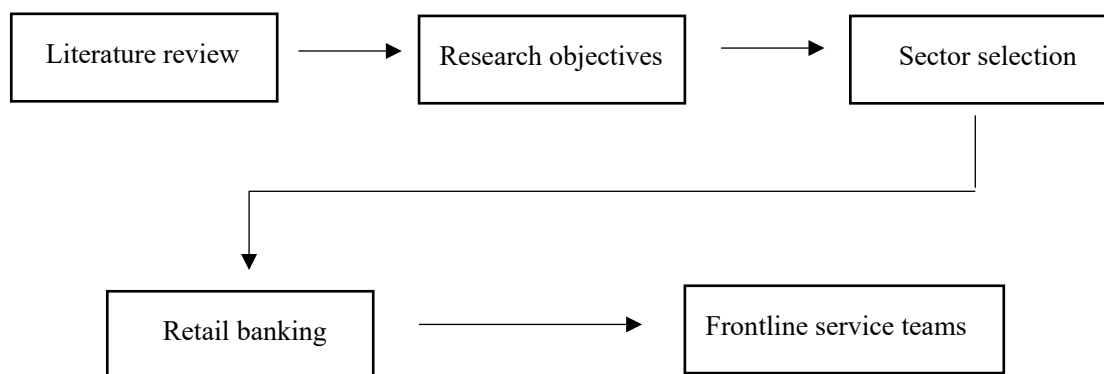 Literature review
Research objectives
Sector selection
Retail banking
Frontline service teams